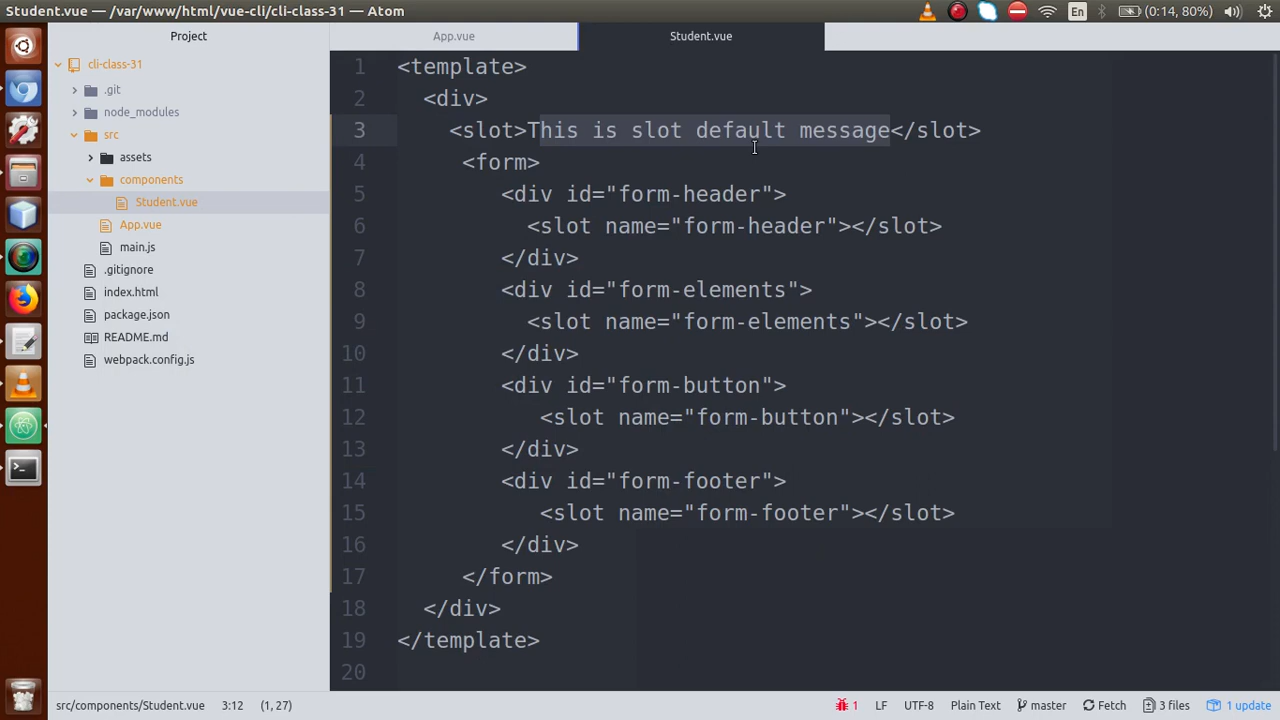 Student.vue — /var/www/html/vue-cli/cli-class-31 — Atom
En
(0:14, 80%)
Project
App.vue
Student.vue
cli-class-31
.git
node_modules
src
assets
components
Student.vue
App.vue
main.js
.gitignore
index.html
package.json
README.md
webpack.config.js
1 <template>
2 <div>
3 <slot>This is slot default message</slot>
4 <form>
5 <div id="form-header">
6 <slot name="form-header"></slot>
7 </div>
8 <div id="form-elements">
9 <slot name="form-elements"></slot>
10 </div>
11 <div id="form-button">
12 <slot name="form-button"></slot>
13 </div>
14 <div id="form-footer">
15 <slot name="form-footer"></slot>
16 </div>
17 </form>
18 </div>
19 </template>
20
src/components/Student.vue 3:12 (1, 27) 1 LF UTF-8 Plain Text master Fetch 3 files 1 update